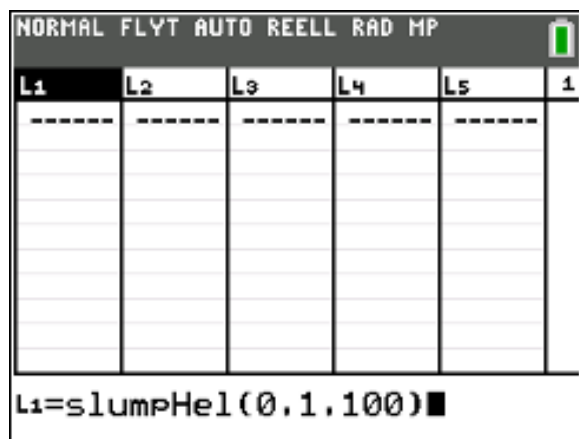 NORMAL FLYT AUTO REELL RAD MP
L1 L2 L3 L4 L5 1
------ ------ ------ ------ ------
L1=slumpHel(0,1,100)